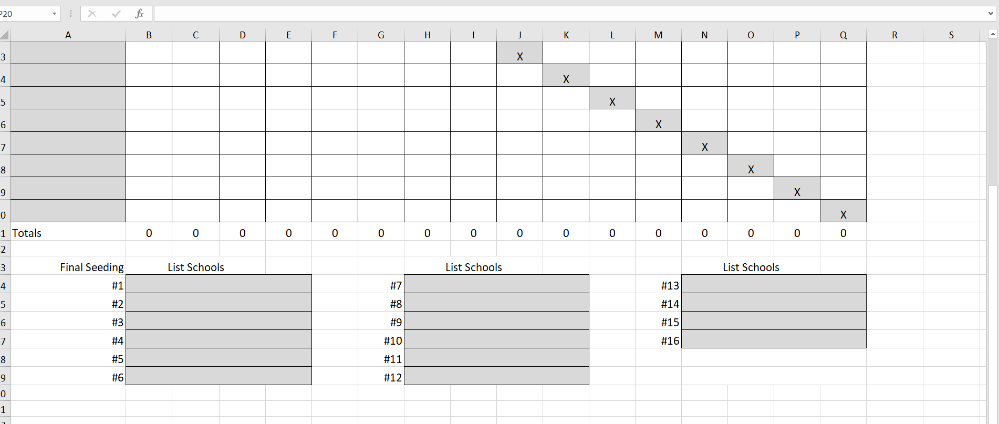 P20 fx
A B C D E F G H I J K L M N O P Q R S
3 X
4 X
5 X
6 X
7 X
8 X
9 X
0 X
1 Totals 0 0 0 0 0 0 0 0 0 0 0 0 0 0 0 0
2
3 Final Seeding List Schools List Schools List Schools
4 #1 #7 #13
5 #2 #8 #14
6 #3 #9 #15
7 #4 #10 #16
8 #5 #11
9 #6 #12
0
1